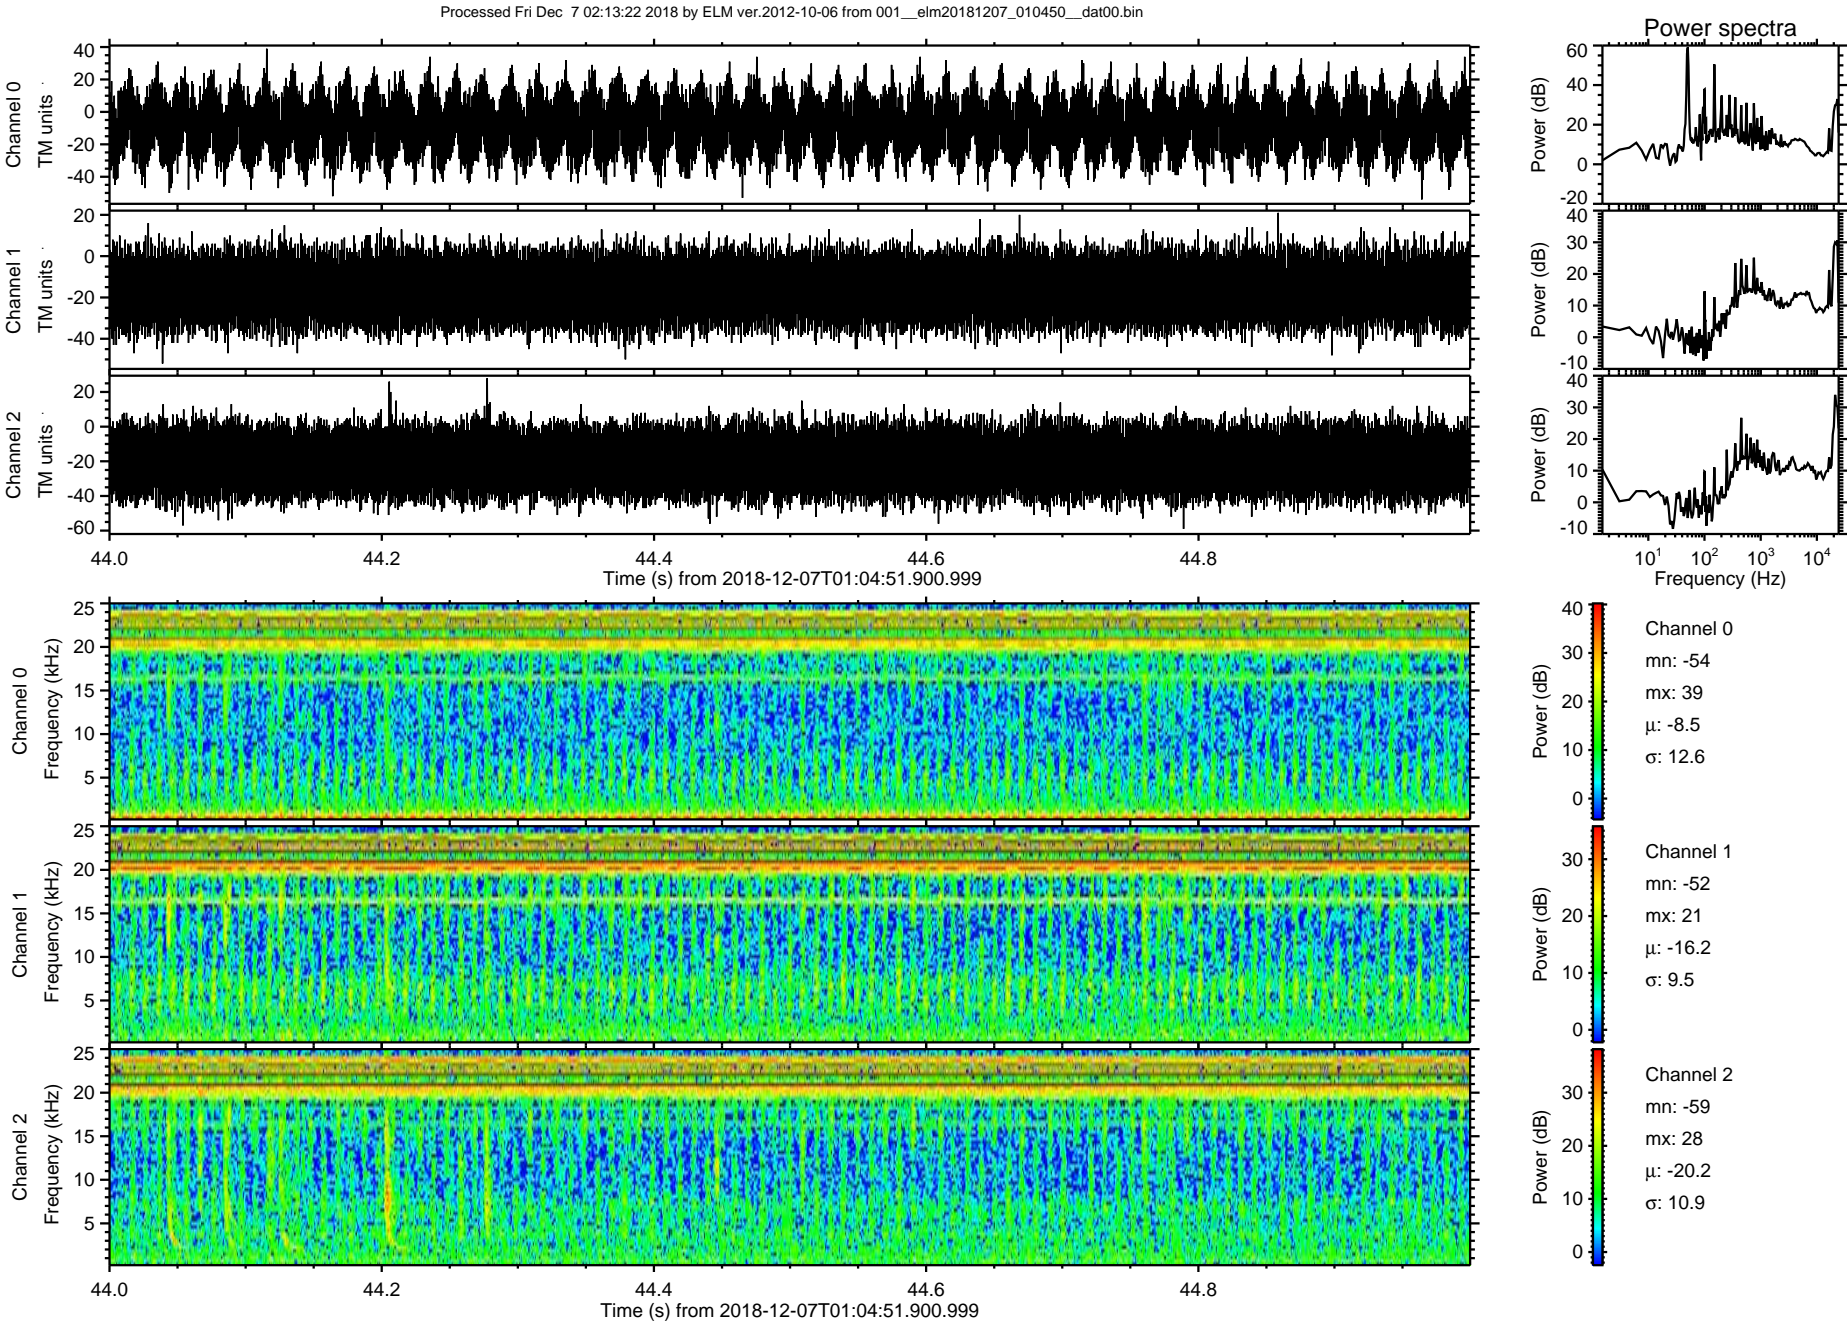 Processed Fri Dec  7 02:13:22 2018 by ELM ver.2012-10-06 from 001__elm20181207_010450__dat00.bin
Power spectra
Channel 0
TM units
40
20
0
-20
-40
Power (dB)
60
40
20
0
-20
Channel 1
TM units
20
0
-20
-40
Power (dB)
40
30
20
10
0
-10
Channel 2
TM units
20
0
-20
-40
-60
Power (dB)
40
30
20
10
0
-10
44.0 44.2 44.4 44.6 44.8
Time (s) from 2018-12-07T01:04:51.900.999
10¹ 10² 10³ 10⁴
Frequency (Hz)
Channel 0
Frequency (kHz)
25
20
15
10
5
Power (dB)
40
30
20
10
0
Channel 0
mn: -54
mx: 39
μ: -8.5
σ: 12.6
Channel 1
Frequency (kHz)
25
20
15
10
5
Power (dB)
30
20
10
0
Channel 1
mn: -52
mx: 21
μ: -16.2
σ: 9.5
Channel 2
Frequency (kHz)
25
20
15
10
5
Power (dB)
30
20
10
0
Channel 2
mn: -59
mx: 28
μ: -20.2
σ: 10.9
44.0 44.2 44.4 44.6 44.8
Time (s) from 2018-12-07T01:04:51.900.999